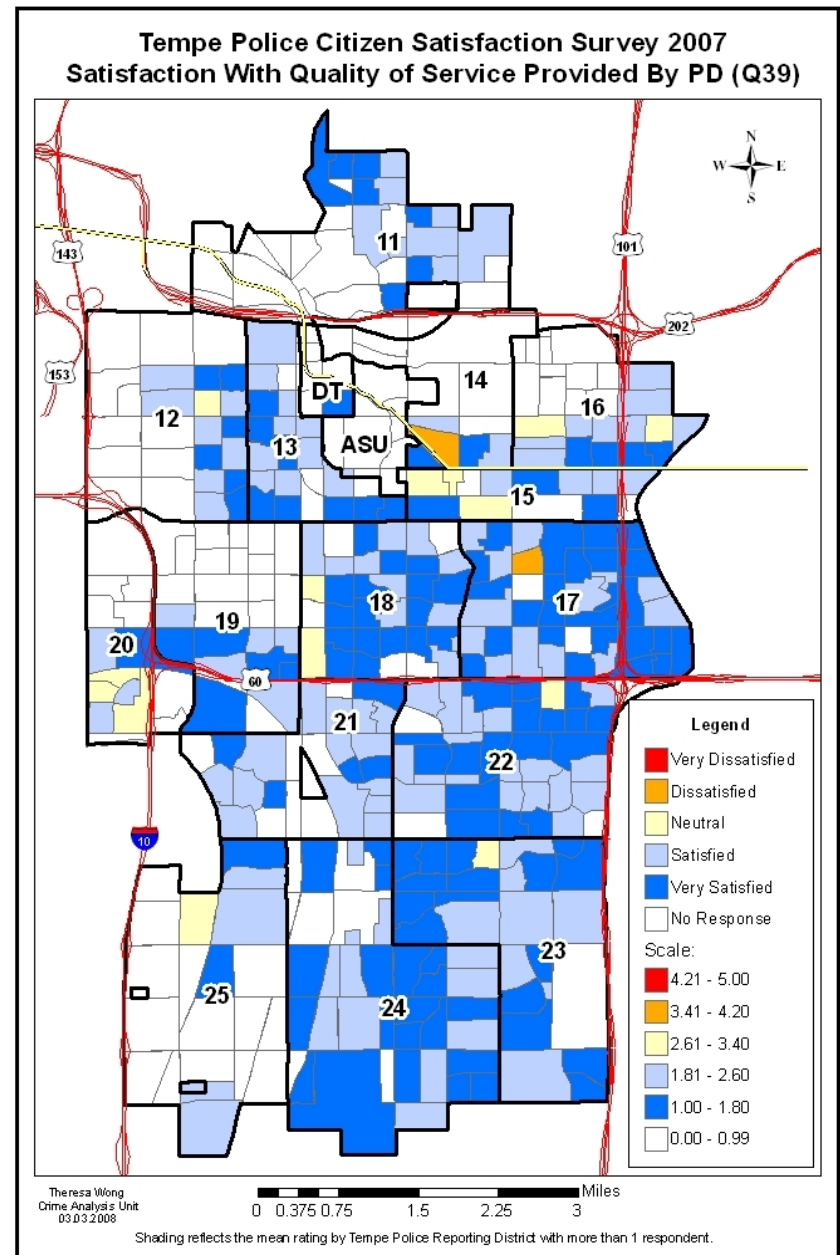 Tempe Police Citizen Satisfaction Survey 2007
Satisfaction With Quality of Service Provided By PD (Q39)
N
W E
S
11
143
101
202
153
DT
14
12
16
13
ASU
15
18
17
19
20
60
21
22
10
23
25
24
Legend
Very Dissatisfied
Dissatisfied
Neutral
Satisfied
Very Satisfied
No Response
Scale:
4.21 - 5.00
3.41 - 4.20
2.61 - 3.40
1.81 - 2.60
1.00 - 1.80
0.00 - 0.99
Theresa Wong
Crime Analysis Unit
03.03.2008
Miles
0 0.375 0.75 1.5 2.25 3
Shading reflects the mean rating by Tempe Police Reporting District with more than 1 respondent.